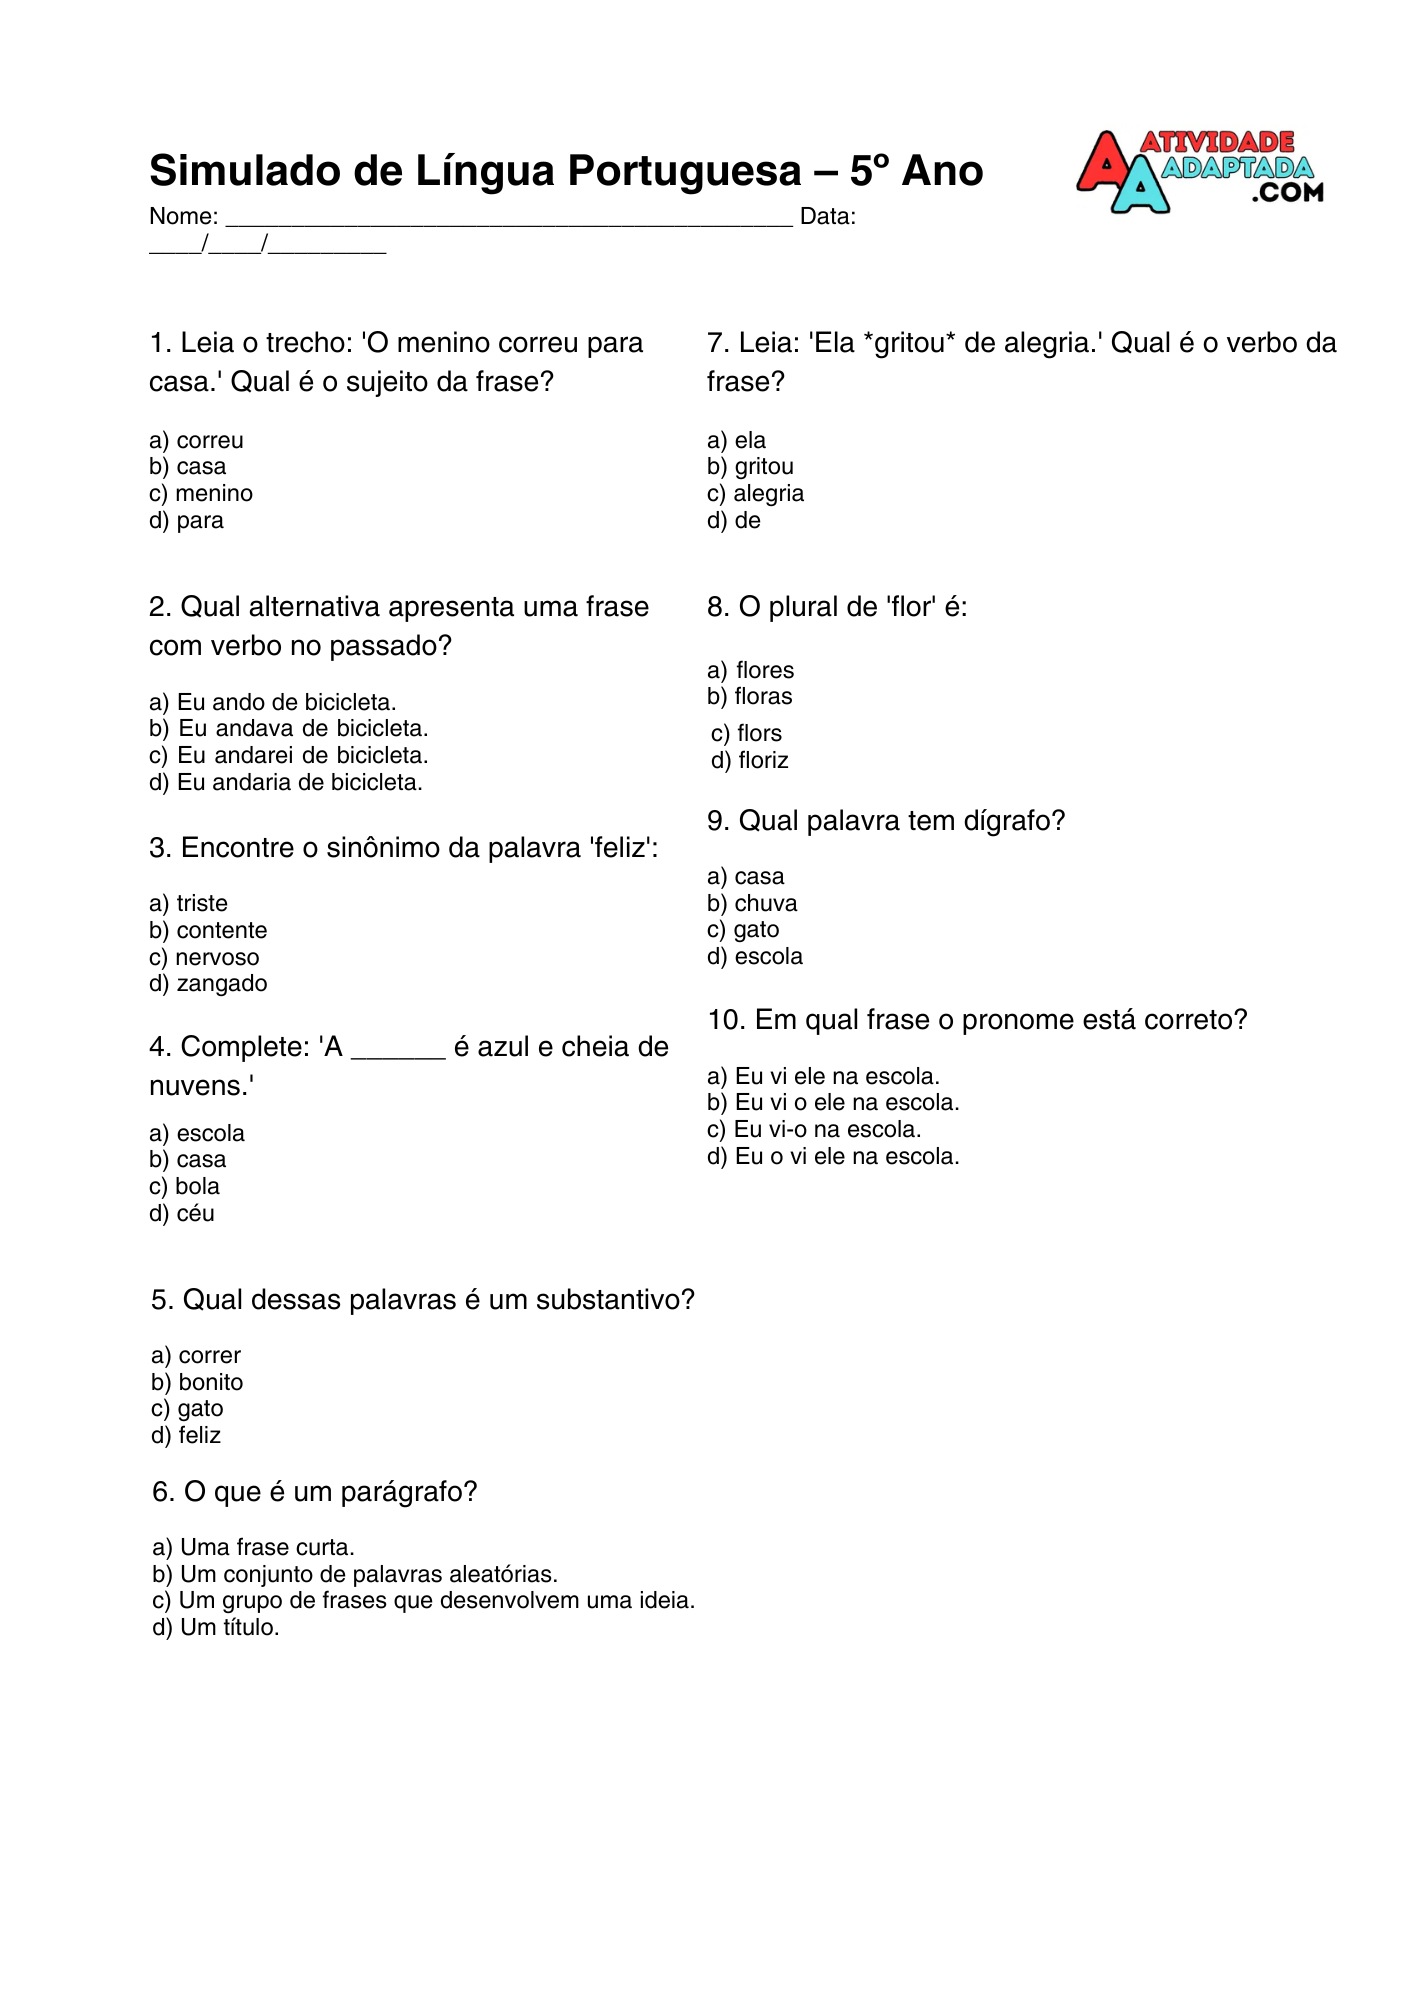 Simulado de Língua Portuguesa – 5º Ano
ATIVIDADE
ADAPTADA
.COM
AA
Nome: ___________________________________________ Data:
____/____/_________
1. Leia o trecho: 'O menino correu para
casa.' Qual é o sujeito da frase?
a) correu
b) casa
c) menino
d) para
2. Qual alternativa apresenta uma frase
com verbo no passado?
a) Eu ando de bicicleta.
b) Eu andava de bicicleta.
c) Eu andarei de bicicleta.
d) Eu andaria de bicicleta.
3. Encontre o sinônimo da palavra 'feliz':
a) triste
b) contente
c) nervoso
d) zangado
4. Complete: 'A ______ é azul e cheia de
nuvens.'
a) escola
b) casa
c) bola
d) céu
5. Qual dessas palavras é um substantivo?
a) correr
b) bonito
c) gato
d) feliz
6. O que é um parágrafo?
a) Uma frase curta.
b) Um conjunto de palavras aleatórias.
c) Um grupo de frases que desenvolvem uma ideia.
d) Um título.
7. Leia: 'Ela *gritou* de alegria.' Qual é o verbo da
frase?
a) ela
b) gritou
c) alegria
d) de
8. O plural de 'flor' é:
a) flores
b) floras
c) flors
d) floriz
9. Qual palavra tem dígrafo?
a) casa
b) chuva
c) gato
d) escola
10. Em qual frase o pronome está correto?
a) Eu vi ele na escola.
b) Eu vi o ele na escola.
c) Eu vi-o na escola.
d) Eu o vi ele na escola.